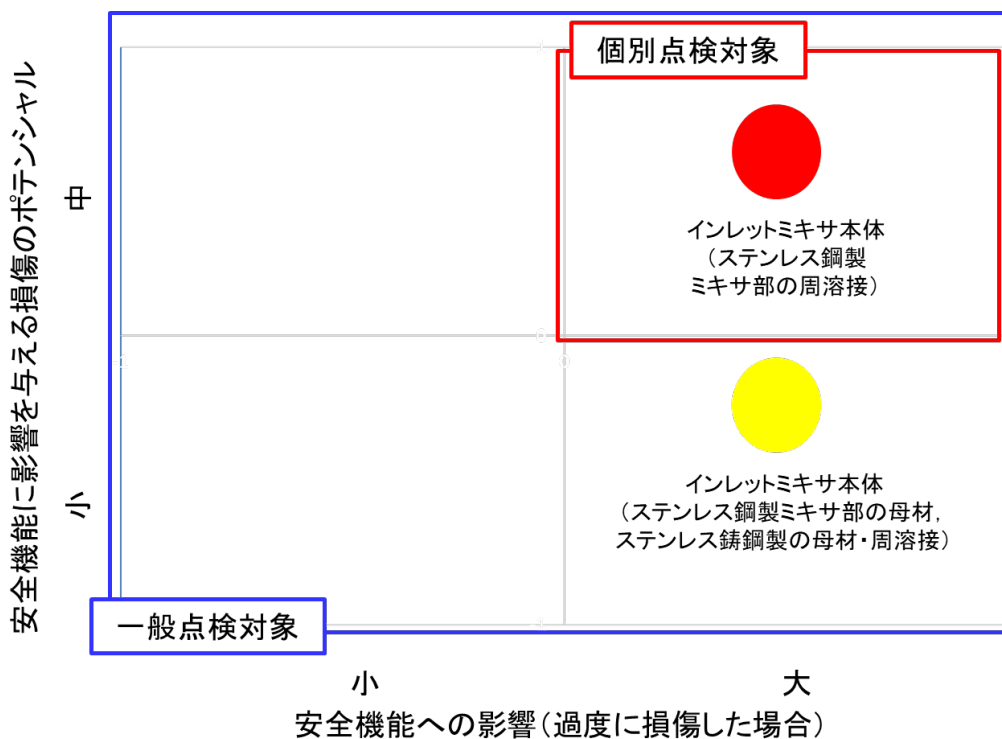 個別点検対象
インレットミキサ本体
（ステンレス鋼製
ミキサ部の周溶接）
インレットミキサ本体
（ステンレス鋼製ミキサ部の母材，
ステンレス鋳鋼製の母材・周溶接）
一般点検対象
安全機能に影響を与える損傷のポテンシャル
中
小
小
大
安全機能への影響（過度に損傷した場合）